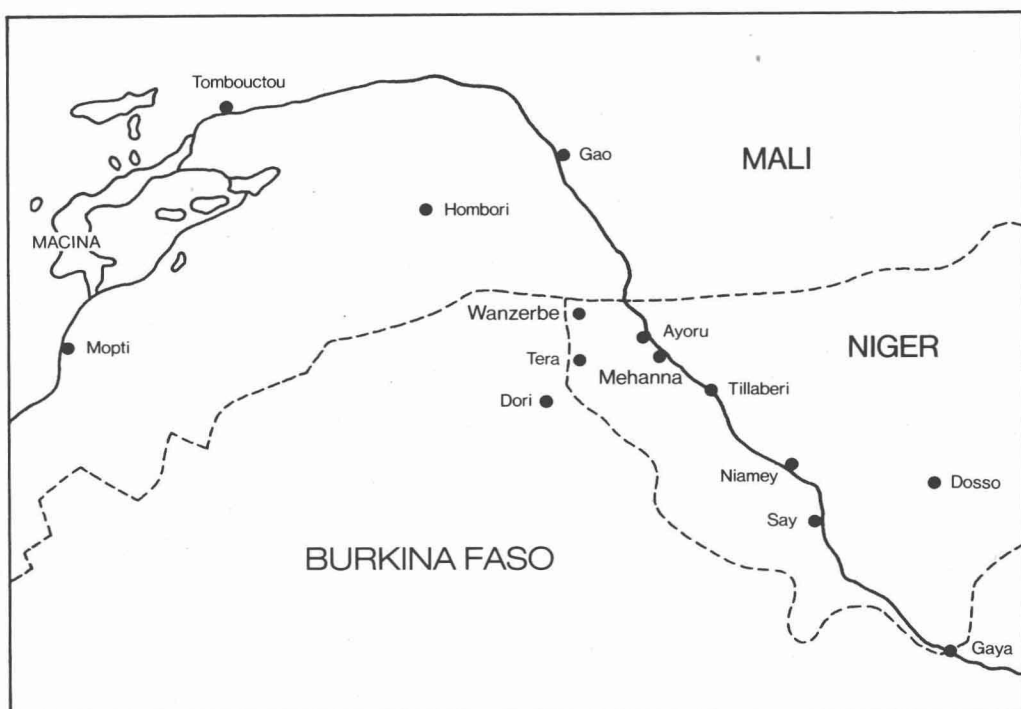 Tombouctou
Gao
MALI
Hombori
MACINA
Wanzerbe
Ayoru
Mopti
Tera
NIGER
Mehanna
Tillaberi
Dori
Niamey
Dosso
Say
BURKINA FASO
Gaya